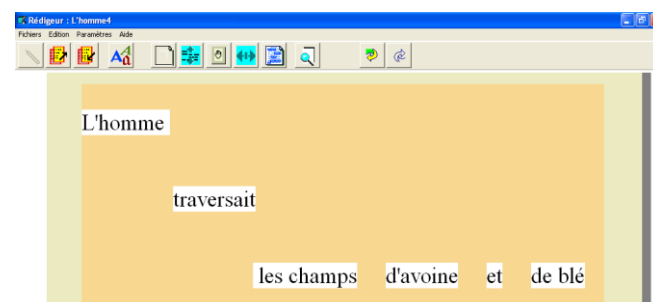 Rédigeur : L'homme4
Fichiers Edition Paramètres Aide
L'homme
traversait
les champs d'avoine et de blé